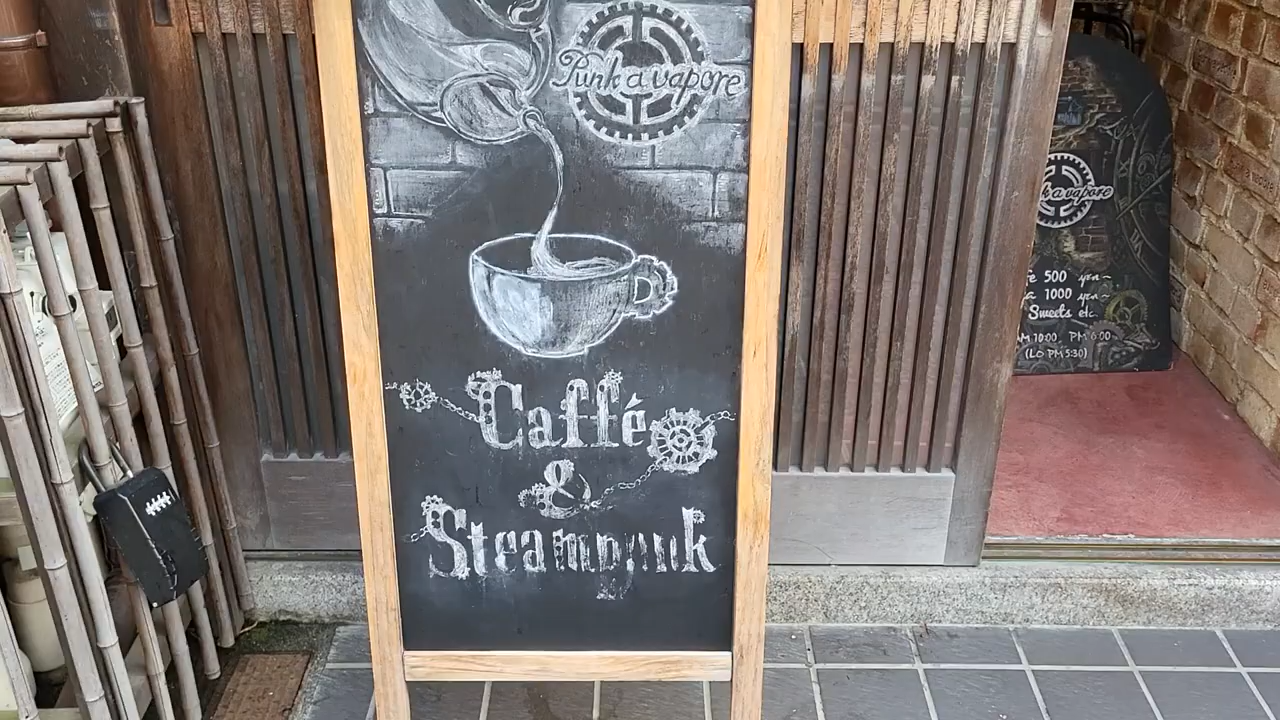 Punk a vapore
Caffé
&
Steampunk
k a vapore
fe 500 yen~
a 1000 yen~
Sweets etc.
AM 10:00 PM 6:00
(LO PM 5:30)